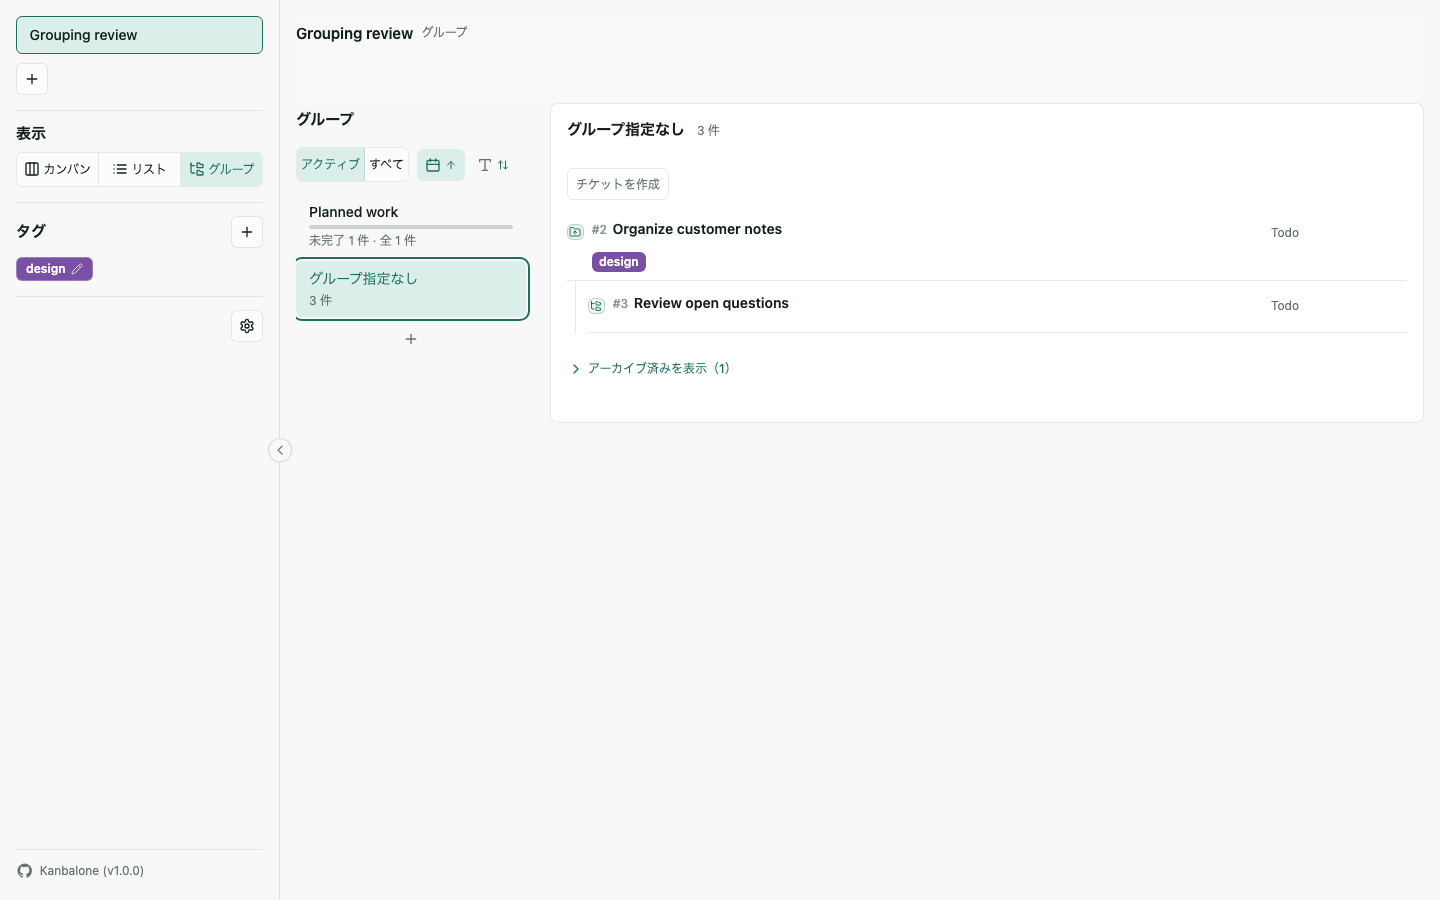 Grouping review
表示
カンバン リスト グループ
タグ
design
Kanbalone (v1.0.0)
Grouping review グループ
グループ
アクティブ すべて
Planned work
未完了 1 件 · 全 1 件
グループ指定なし
3 件
グループ指定なし 3 件
チケットを作成
#2 Organize customer notes Todo
design
#3 Review open questions Todo
アーカイブ済みを表示（1）